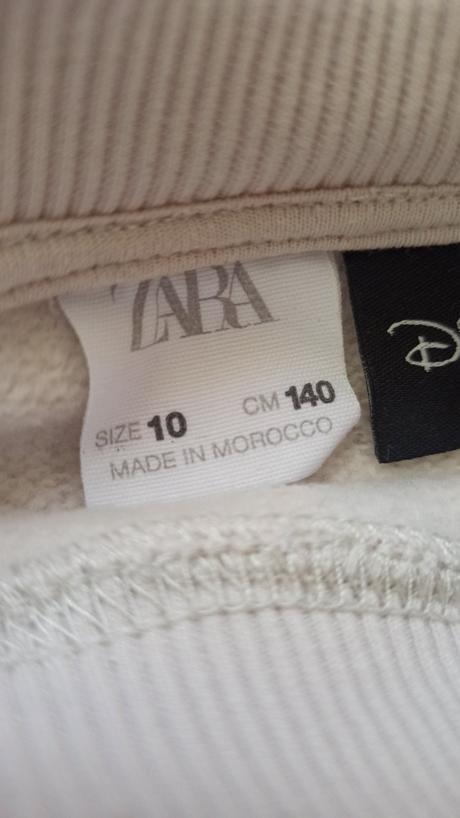 ZARA
SIZE 10 CM 140
MADE IN MOROCCO
D